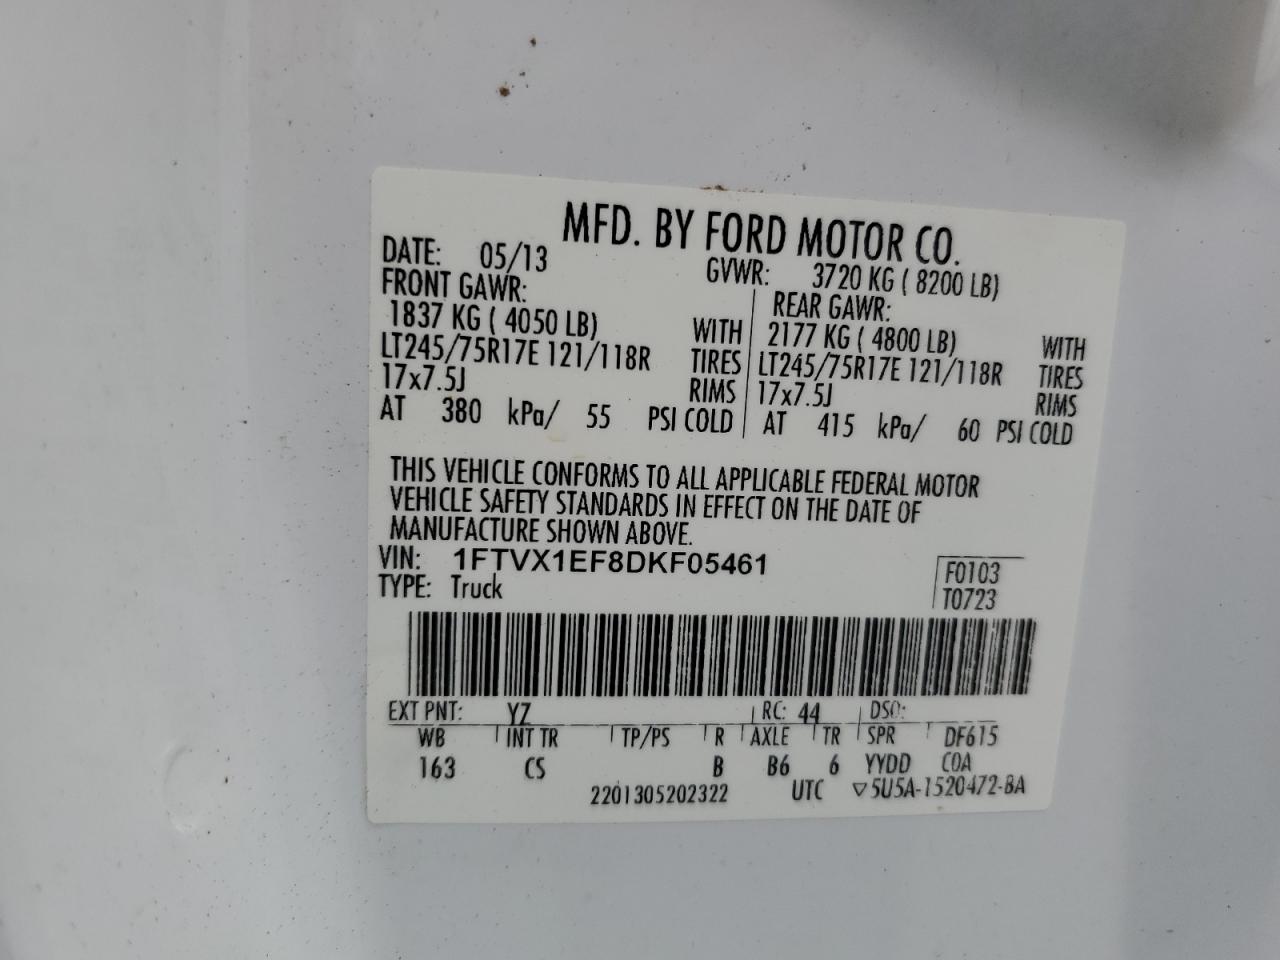 MFD. BY FORD MOTOR CO.
DATE: 05/13 GVWR: 3720 KG ( 8200 LB)
FRONT GAWR: REAR GAWR:
1837 KG ( 4050 LB) WITH 2177 KG ( 4800 LB) WITH
LT245/75R17E 121/118R TIRES LT245/75R17E 121/118R TIRES
17x7.5J RIMS 17x7.5J RIMS
AT 380 kPa/ 55 PSI COLD AT 415 kPa/ 60 PSI COLD
THIS VEHICLE CONFORMS TO ALL APPLICABLE FEDERAL MOTOR
VEHICLE SAFETY STANDARDS IN EFFECT ON THE DATE OF
MANUFACTURE SHOWN ABOVE.
VIN: 1FTVX1EF8DKF05461 F0103
TYPE: Truck T0723
EXT PNT: YZ RC: 44 DSO:
WB INT TR TP/PS R AXLE TR SPR DF615
163 CS B B6 6 YYDD COA
2201305202322 UTC ▽5U5A-1520472-BA